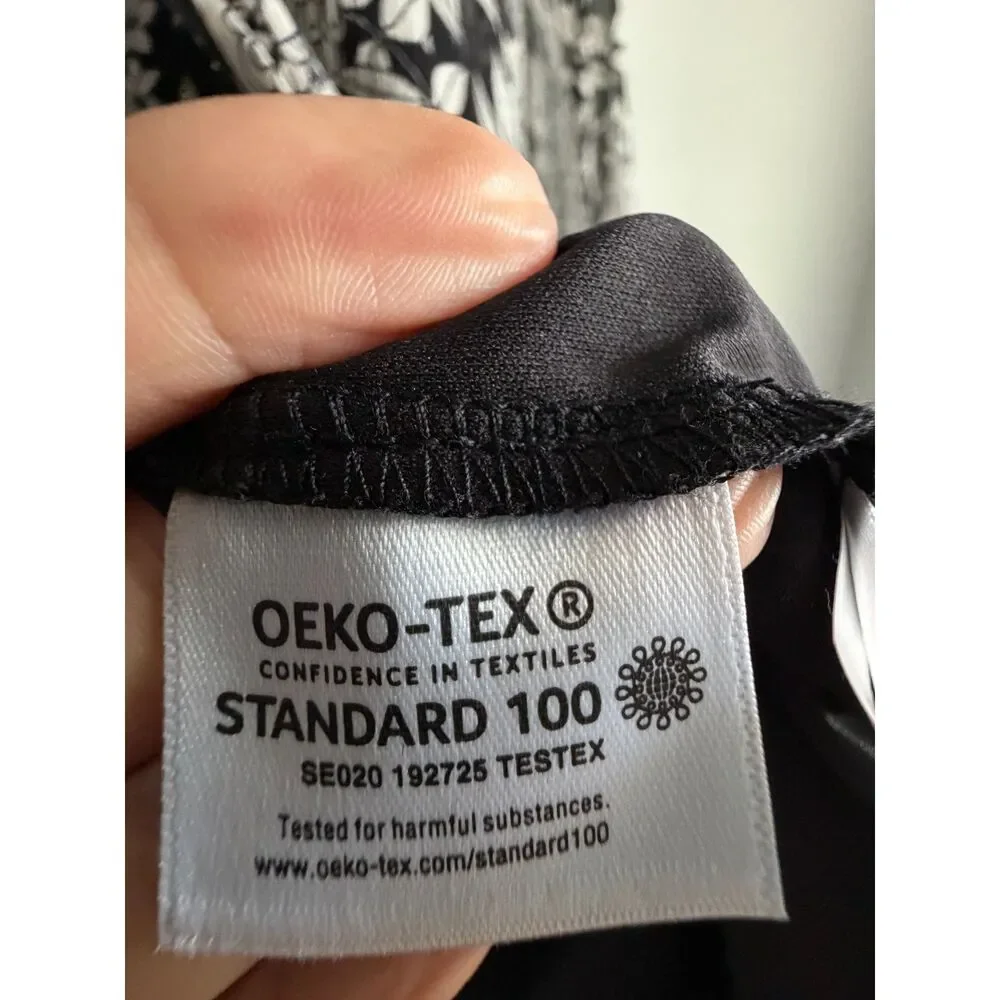 OEKO-TEX®
CONFIDENCE IN TEXTILES
STANDARD 100
SE020 192725 TESTEX
Tested for harmful substances.
www.oeko-tex.com/standard100